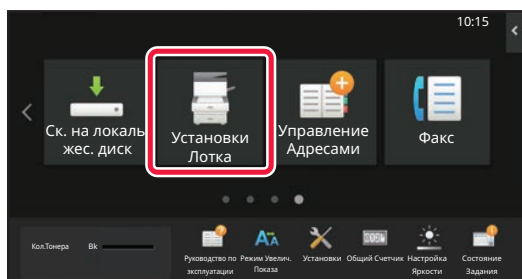 10:15
Ск. на локаль
жес. диск
Установки
Лотка
Управление
Адресами
Факс
Кол.Тонера
Bk
Руководство по
эксплуатации
Режим Увелич.
Показа
Установки
Общий Счетчик
Настройка
Яркости
Состояние
Задания